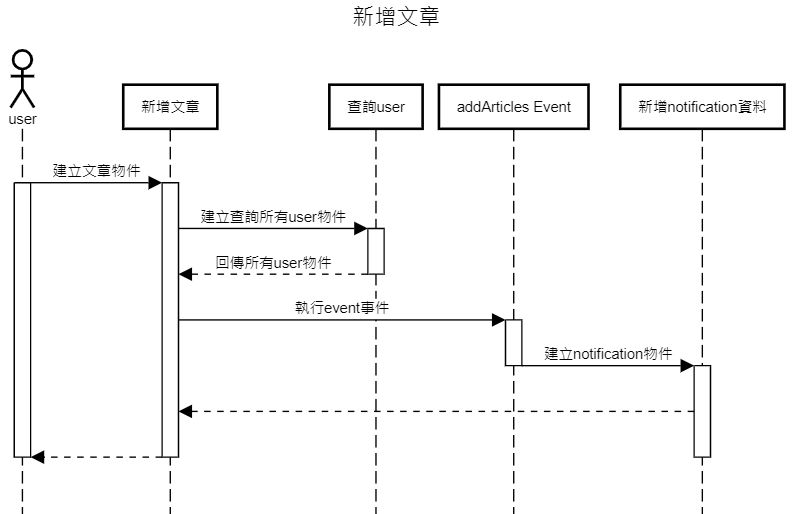 新增文章
user
新增文章
查詢user
addArticles Event
新增notification資料
建立文章物件
建立查詢所有user物件
回傳所有user物件
執行event事件
建立notification物件